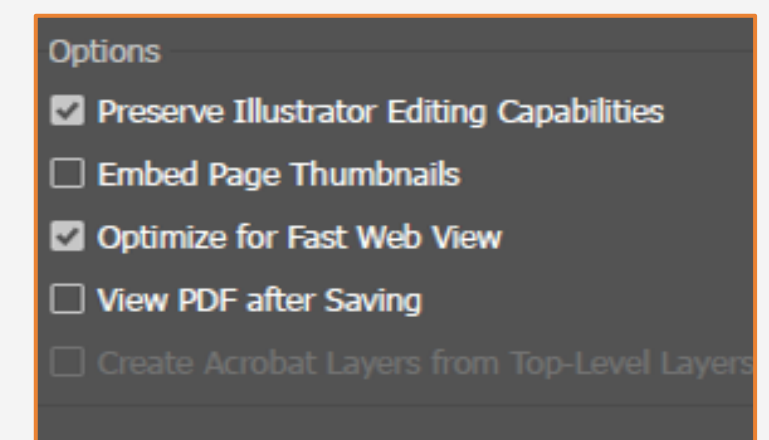 Options
Preserve Illustrator Editing Capabilities
Embed Page Thumbnails
Optimize for Fast Web View
View PDF after Saving
Create Acrobat Layers from Top-Level Layers